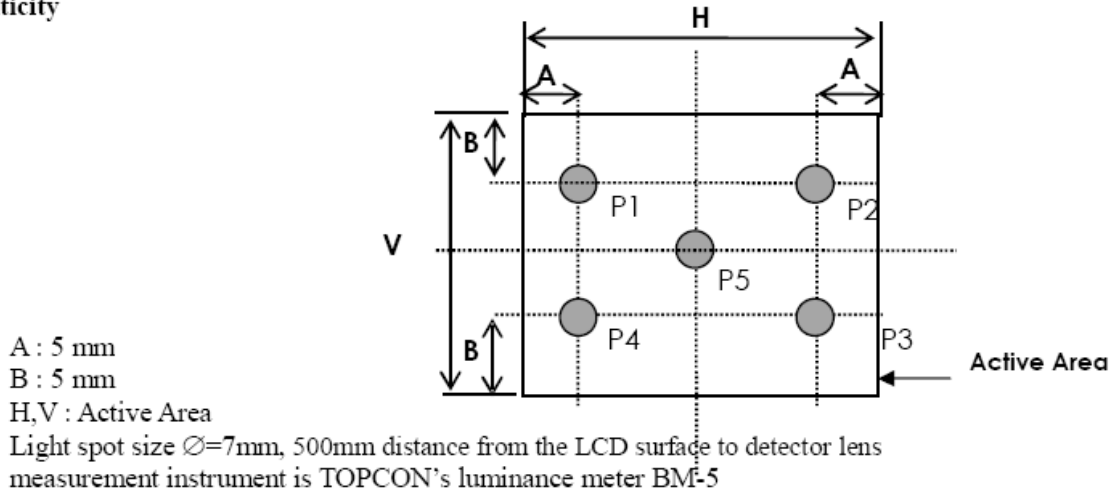 ticity
H
A
A
B
P1
P2
V
P5
B
P4
P3
Active Area
A : 5 mm
B : 5 mm
H,V : Active Area
Light spot size ∅=7mm, 500mm distance from the LCD surface to detector lens
measurement instrument is TOPCON's luminance meter BM-5